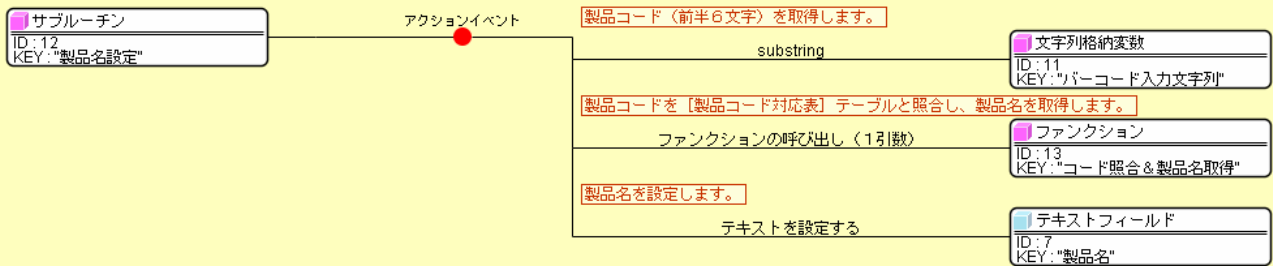 サブルーチン
ID:12
KEY:"製品名設定"
アクションイベント
製品コード（前半６文字）を取得します。
substring
文字列格納変数
ID:11
KEY:"バーコード入力文字列"
製品コードを［製品コード対応表］テーブルと照合し、製品名を取得します。
ファンクションの呼び出し（１引数）
ファンクション
ID:13
KEY:"コード照合＆製品名取得"
製品名を設定します。
テキストを設定する
テキストフィールド
ID:7
KEY:"製品名"